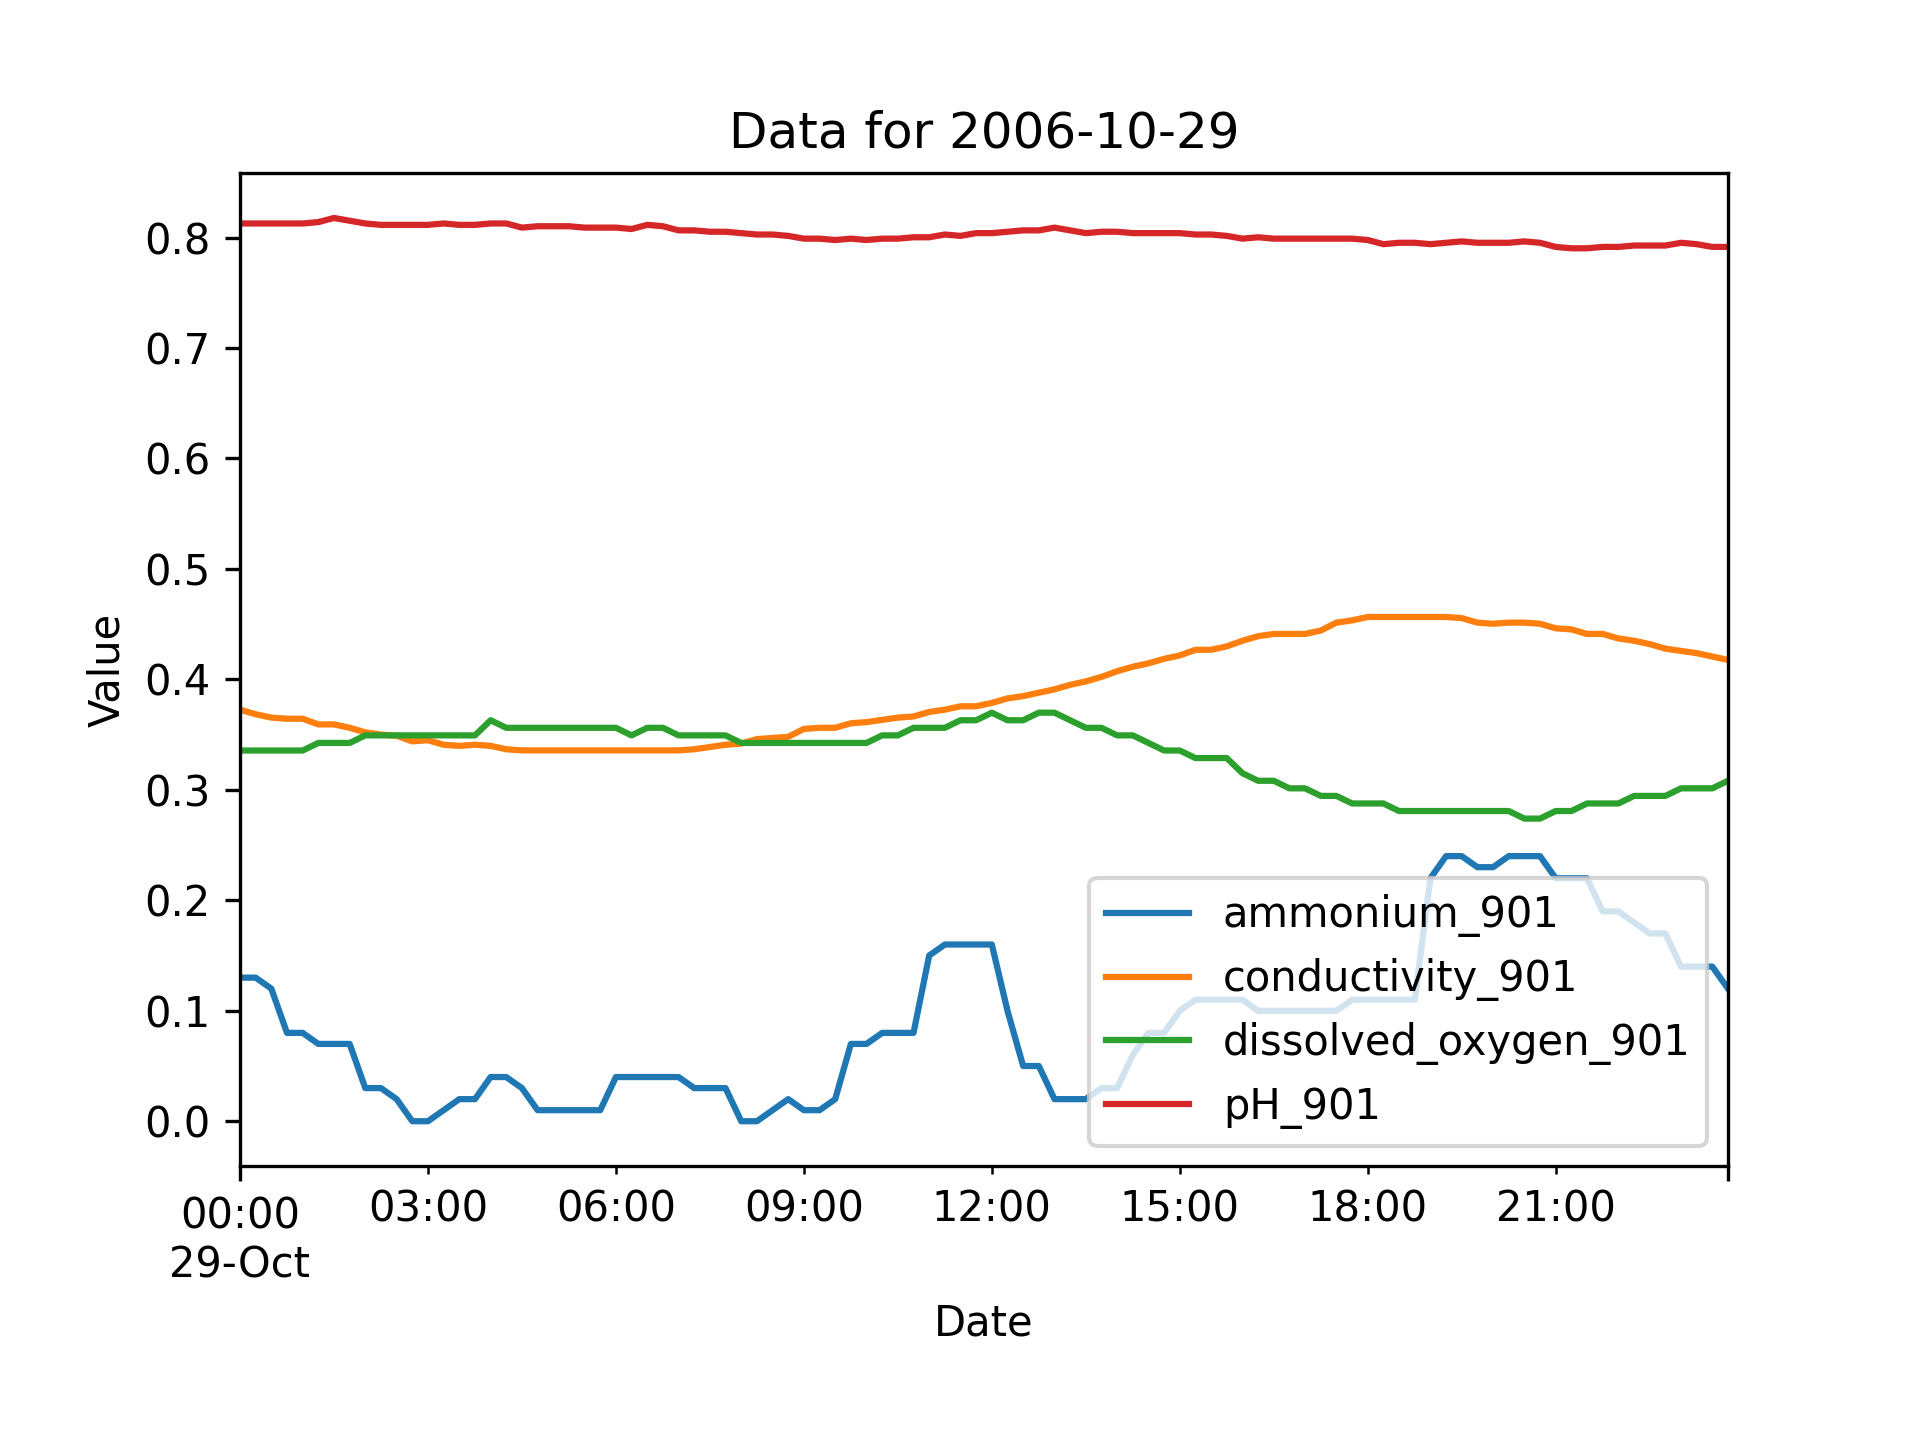 Data for 2006-10-29
Value
0.8
0.7
0.6
0.5
0.4
0.3
0.2
0.1
0.0
ammonium_901
conductivity_901
dissolved_oxygen_901
pH_901
00:00 03:00 06:00 09:00 12:00 15:00 18:00 21:00
29-Oct
Date